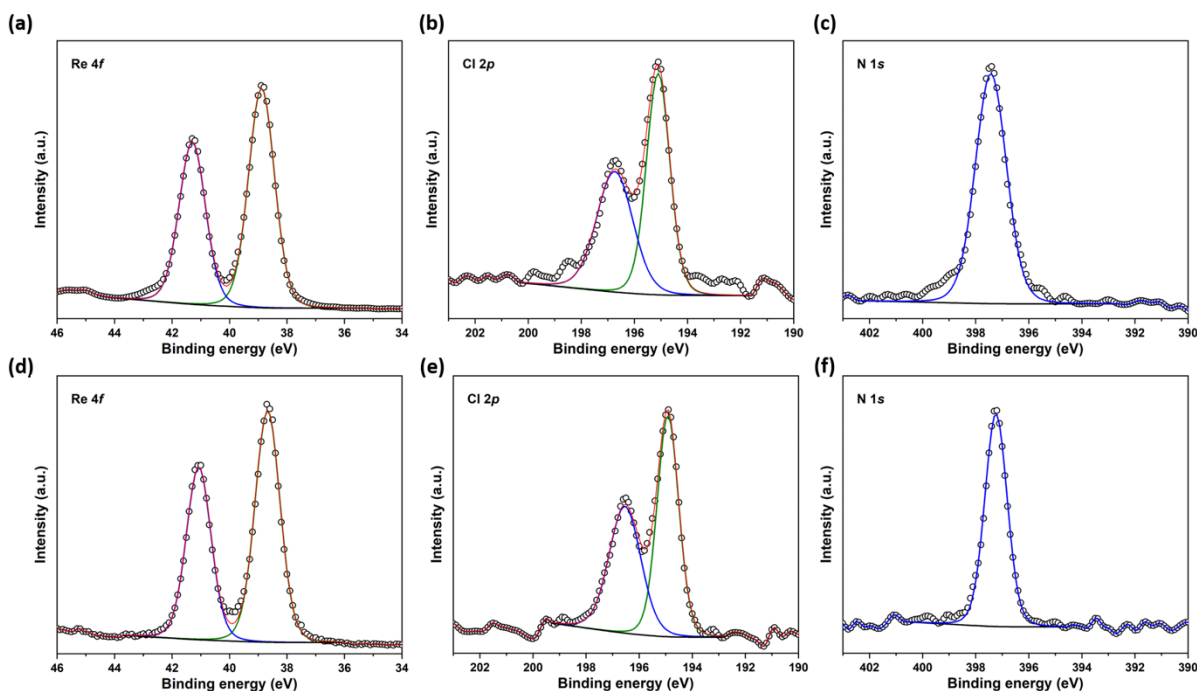 (a)
(b)
(c)
Re 4f
Cl 2p
N 1s
Intensity (a.u.)
Intensity (a.u.)
Intensity (a.u.)
46 44 42 40 38 36 34
202 200 198 196 194 192 190
402 400 398 396 394 392 390
Binding energy (eV)
Binding energy (eV)
Binding energy (eV)
(d)
(e)
(f)
Re 4f
Cl 2p
N 1s
Intensity (a.u.)
Intensity (a.u.)
Intensity (a.u.)
46 44 42 40 38 36 34
202 200 198 196 194 192 190
402 400 398 396 394 392 390
Binding energy (eV)
Binding energy (eV)
Binding energy (eV)